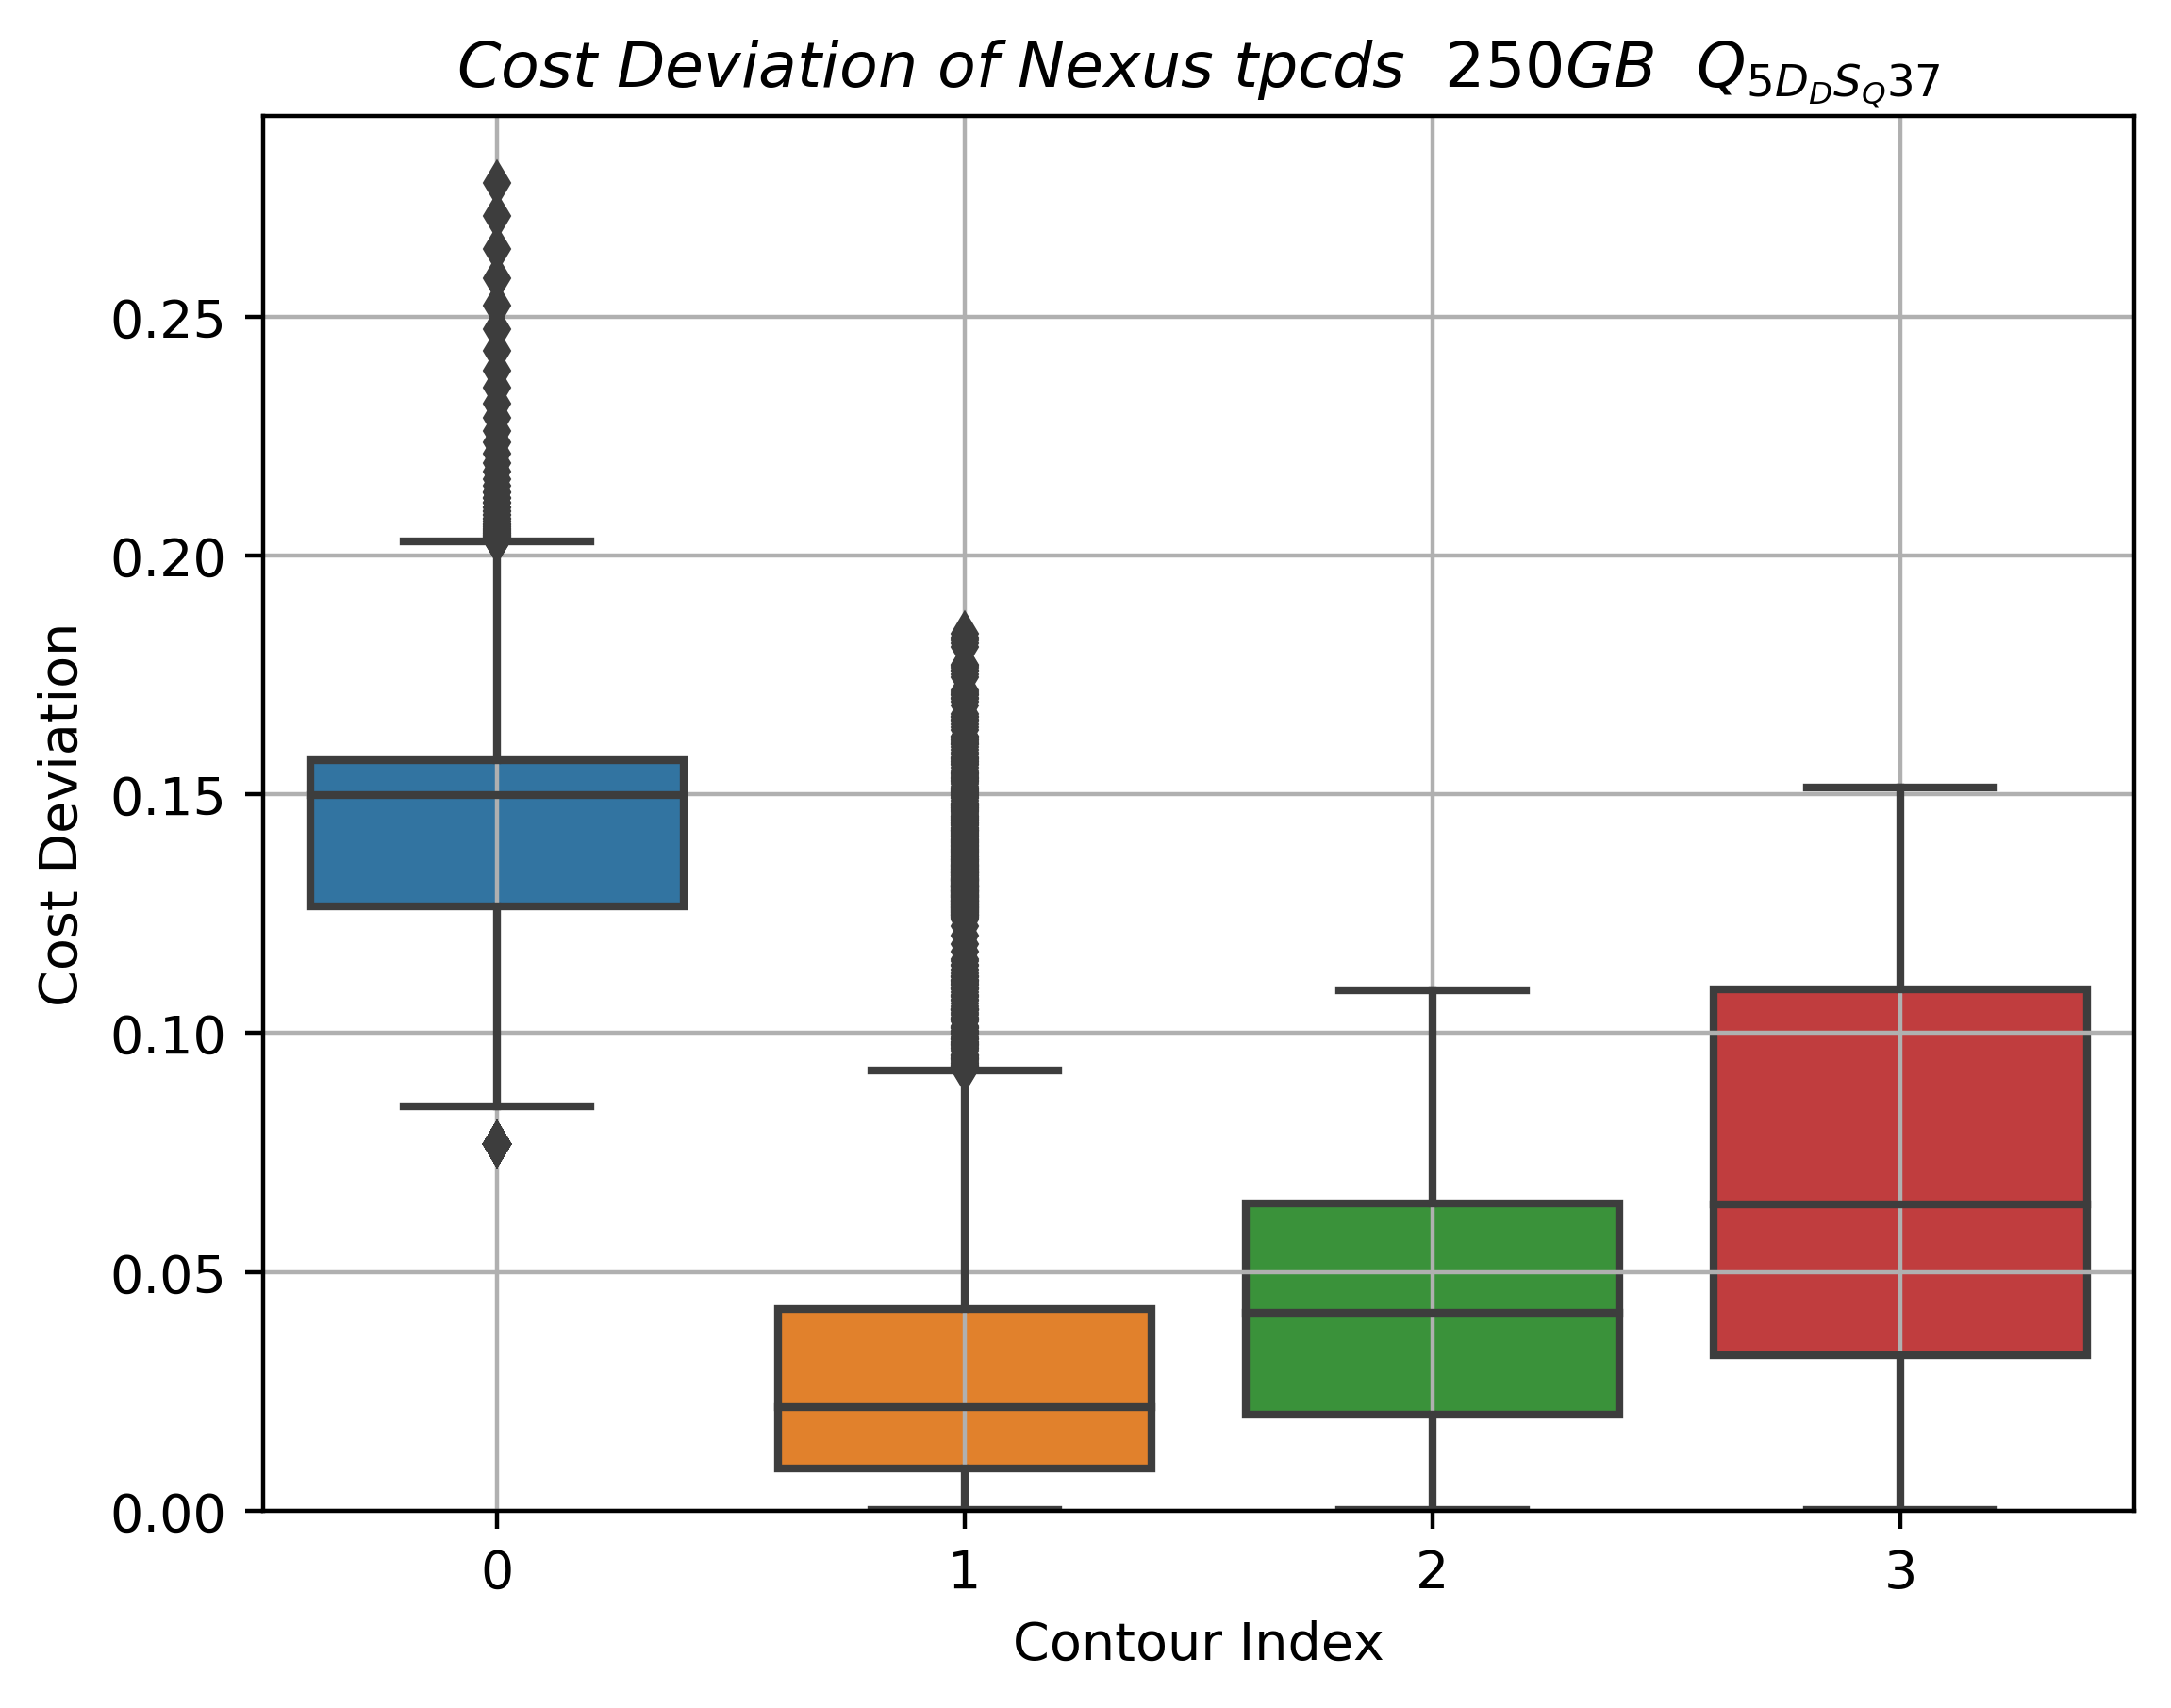 Cost Deviation of Nexus tpcds 250GB Q5DDSQ37
0.25
0.20
0.15
0.10
0.05
0.00
Cost Deviation
0 1 2 3
Contour Index